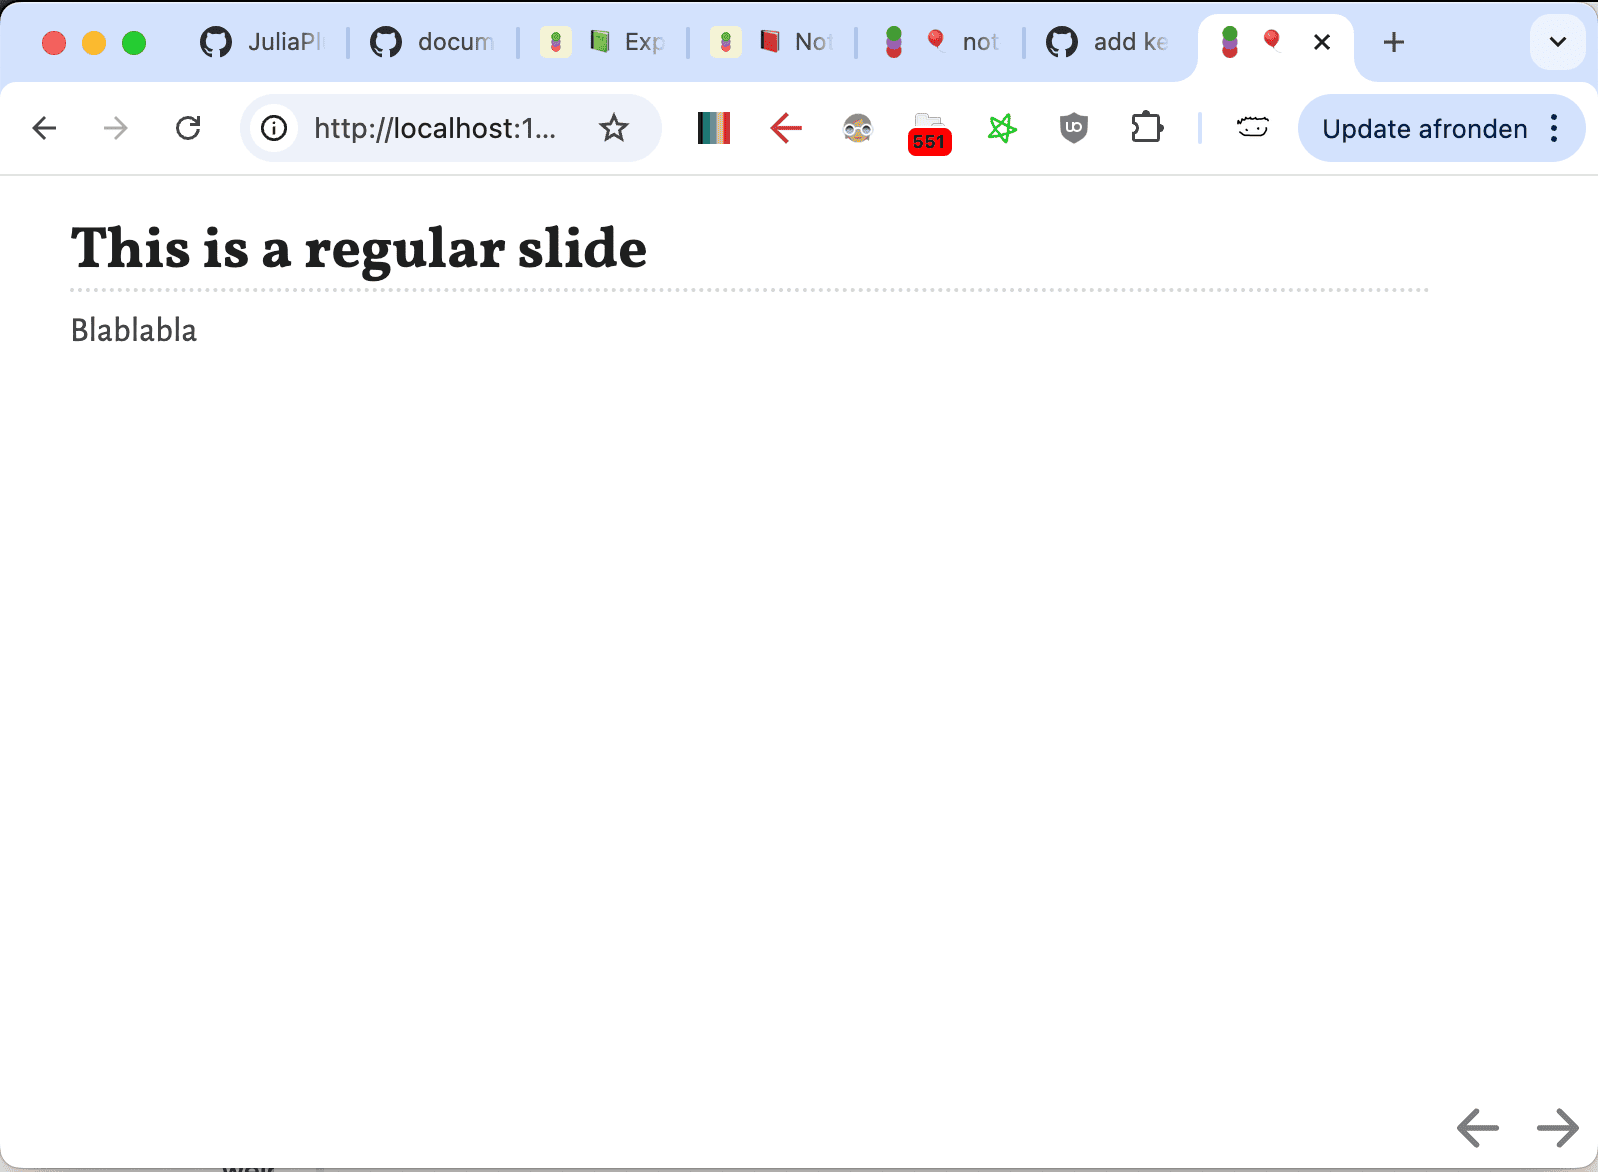 JuliaPl
docum
Exp
Not
not
add ke
http://localhost:1...
551
Update afronden
This is a regular slide
Blablabla